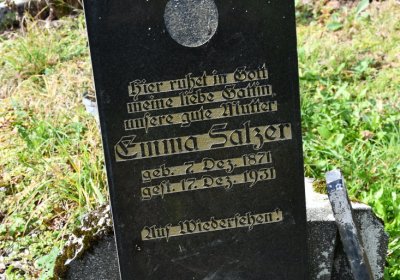 Hier ruhet in Gott
meine liebe Gattin,
unsere gute Mutter
Emma Salzer
geb. 7. Dez. 1871
gest. 17. Dez. 1931
Auf Wiedersehen!